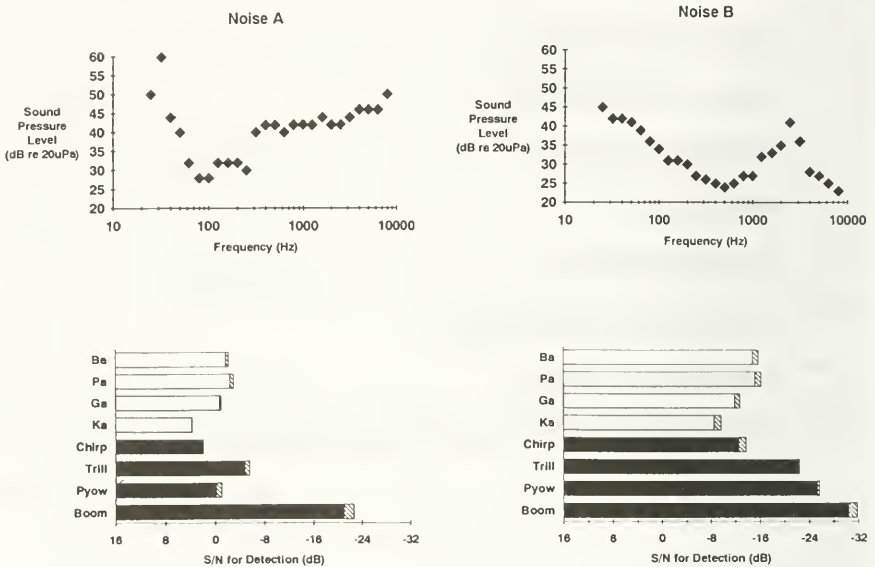 Noise A
60
55
50
45
40
35
30
25
20
Sound
Pressure
Level
(dB re 20uPa)
10
100
1000
10000
Frequency (Hz)
Noise B
60
55
50
45
40
35
30
25
20
Sound
Pressure
Level
(dB re 20uPa)
10
100
1000
10000
Frequency (Hz)
Ba
Pa
Ga
Ka
Chirp
Trill
Pyow
Boom
16
8
0
-8
-16
-24
-32
S/N for Detection (dB)
Ba
Pa
Ga
Ka
Chirp
Trill
Pyow
Boom
16
8
0
-8
-16
-24
-32
S/N for Detection (dB)